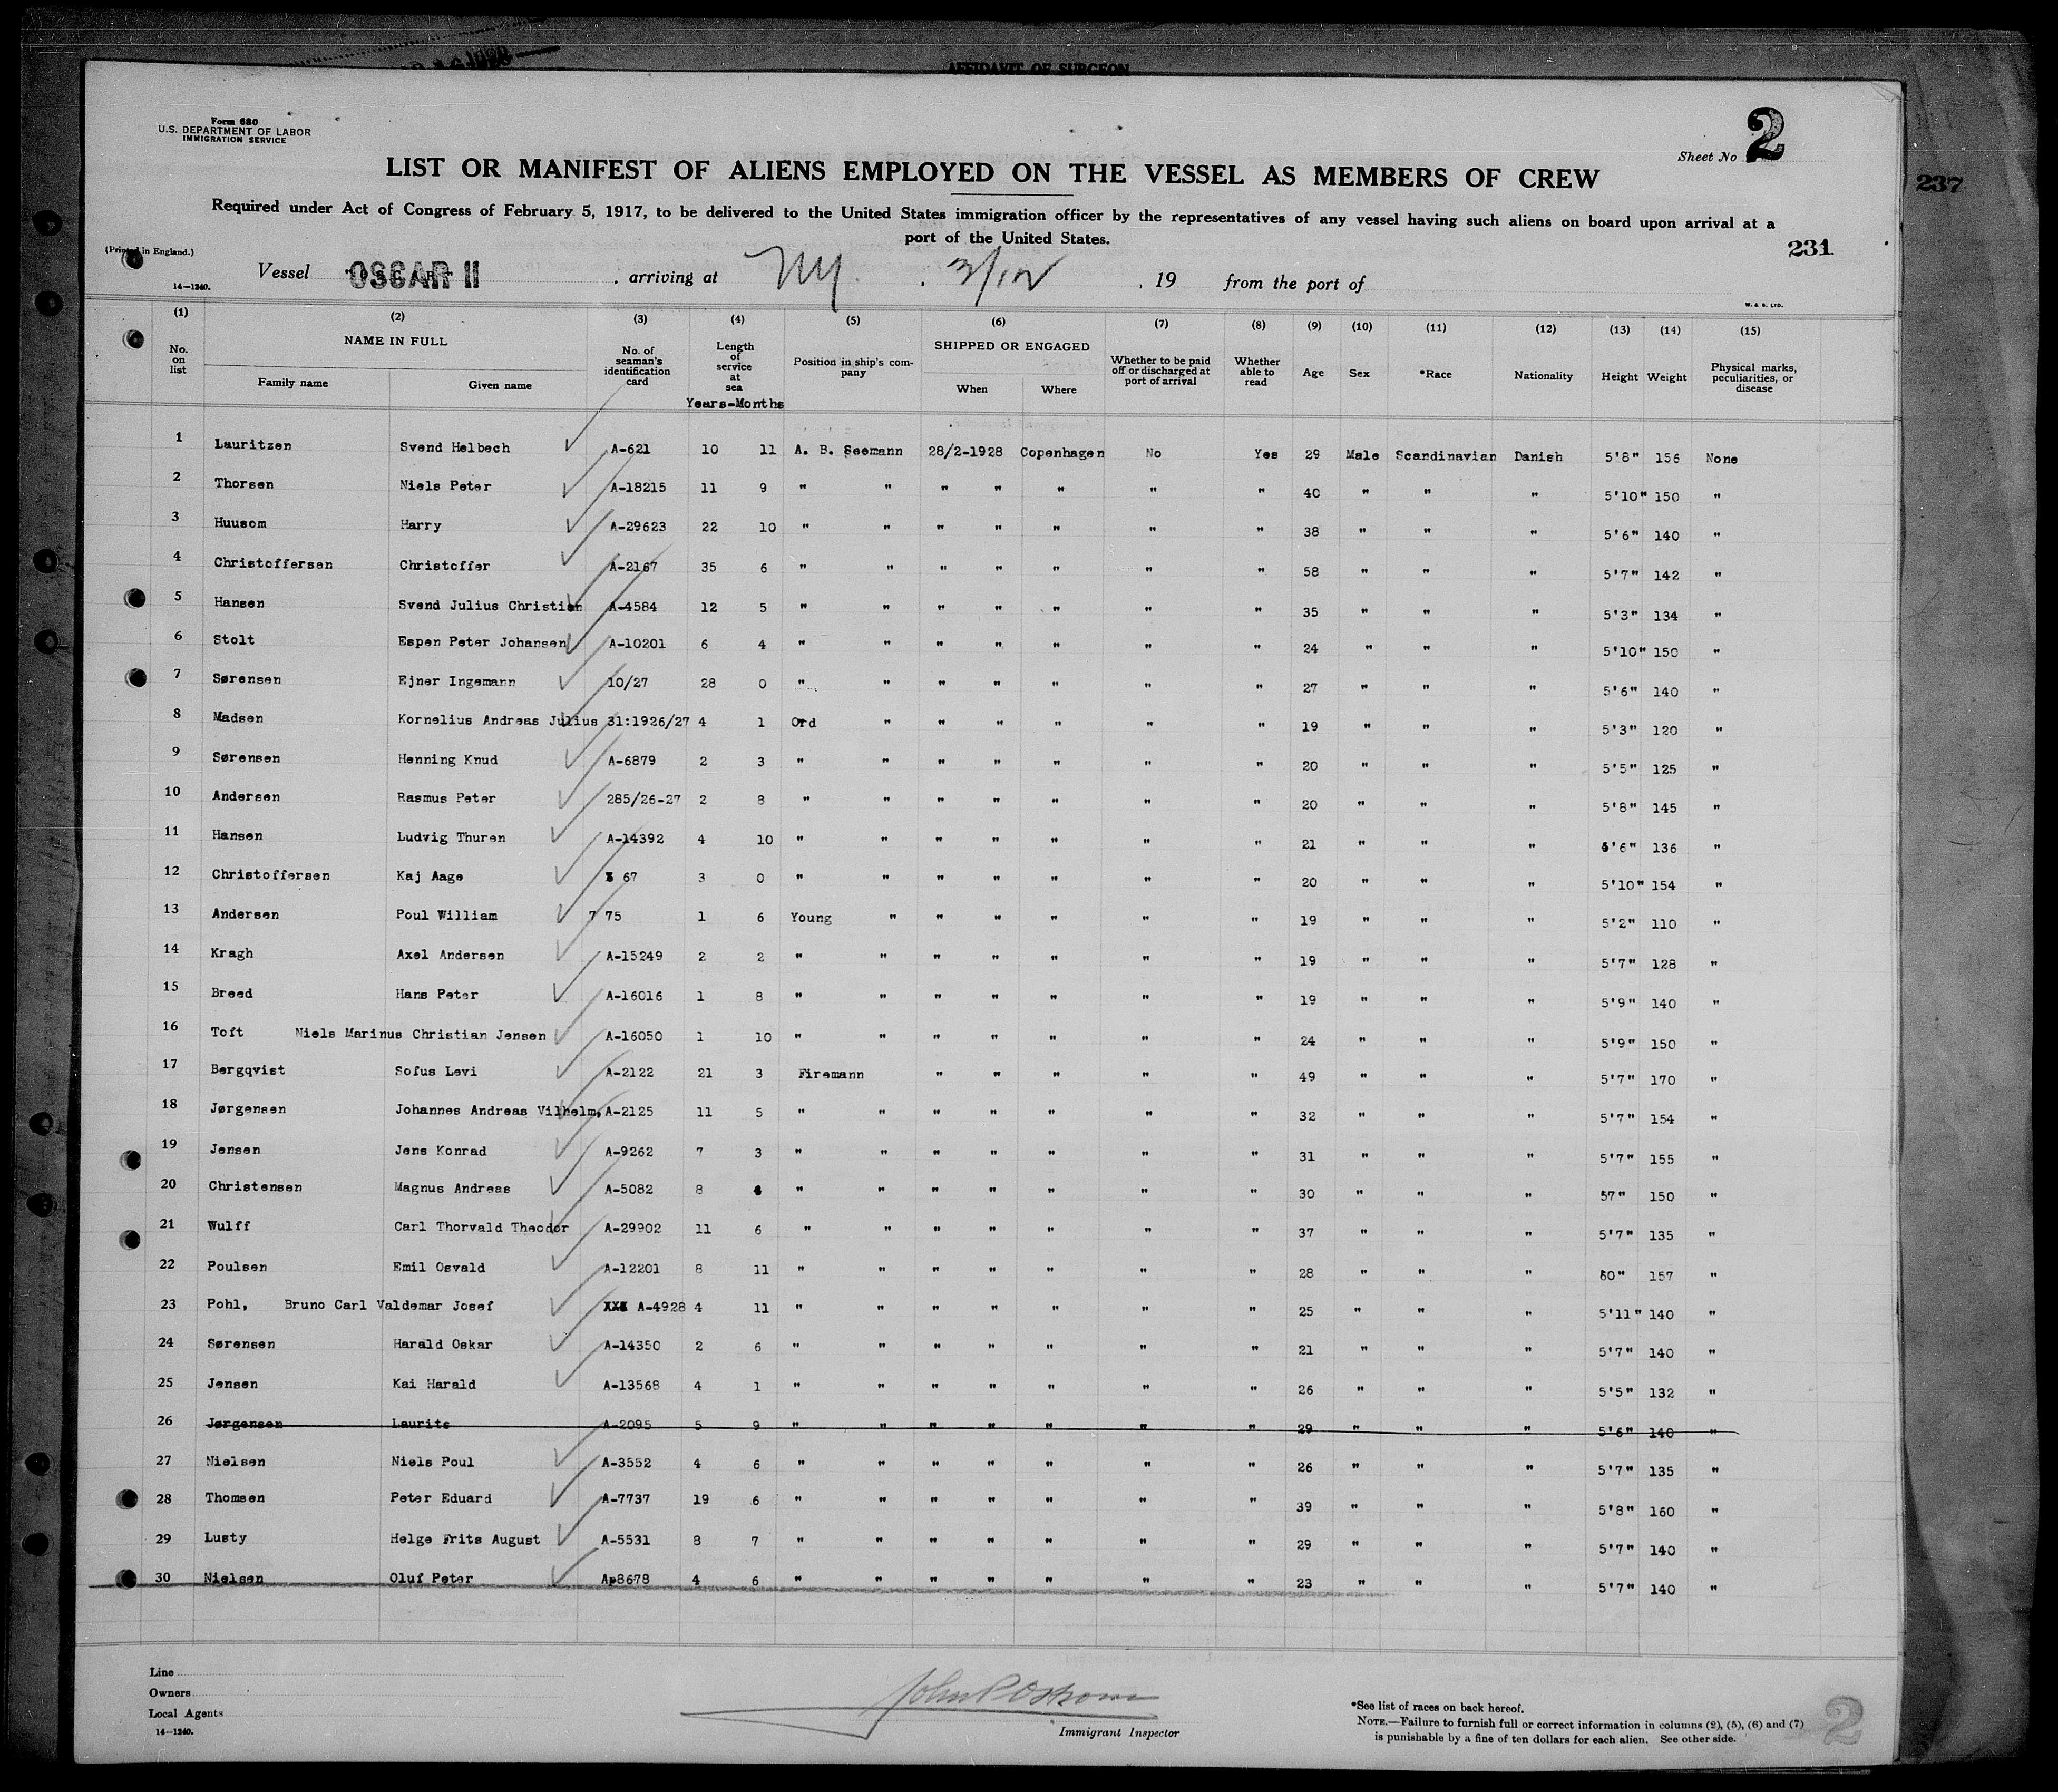 AFFIDAVIT OF SURGEON
Form 680
U.S. DEPARTMENT OF LABOR
IMMIGRATION SERVICE
Sheet No 2
237
LIST OR MANIFEST OF ALIENS EMPLOYED ON THE VESSEL AS MEMBERS OF CREW
Required under Act of Congress of February 5, 1917, to be delivered to the United States immigration officer by the representatives of any vessel having such aliens on board upon arrival at a
port of the United States.
231
(Printed in England.)
Vessel OSCAR II , arriving at NY. , 3/12 , 19 from the port of
14—1240.
W. & S. LTD.
(1) (2) (3) (4) (5) (6) (7) (8) (9) (10) (11) (12) (13) (14) (15)
No. on list NAME IN FULL Family name Given name No. of seaman's identification card Length of service at sea Years-Months Position in ship's company SHIPPED OR ENGAGED When Where Whether to be paid off or discharged at port of arrival Whether able to read Age Sex *Race Nationality Height Weight Physical marks, peculiarities, or disease
1 Lauritzen Svend Helbech A-621 10 11 A. B. Seemann 28/2-1928 Copenhagen No Yes 29 Male Scandinavian Danish 5'8" 156 None
2 Thorsen Niels Peter A-18215 11 9 " " " " " " " 40 " " " 5'10" 150 "
3 Huusom Harry A-29623 22 10 " " " " " " " 38 " " " 5'6" 140 "
4 Christoffersen Christoffer A-2167 35 6 " " " " " " " 58 " " " 5'7" 142 "
5 Hansen Svend Julius Christian A-4584 12 5 " " " " " " " 35 " " " 5'3" 134 "
6 Stolt Espen Peter Johansen A-10201 6 4 " " " " " " " 24 " " " 5'10" 150 "
7 Sørensen Ejner Ingemann 10/27 28 0 " " " " " " " 27 " " " 5'6" 140 "
8 Madsen Kornelius Andreas Julius 31:1926/27 4 1 Ord " " " " " " 19 " " " 5'3" 120 "
9 Sørensen Henning Knud A-6879 2 3 " " " " " " " 20 " " " 5'5" 125 "
10 Andersen Rasmus Peter 285/26-27 2 8 " " " " " " " 20 " " " 5'8" 145 "
11 Hansen Ludvig Thuren A-14392 4 10 " " " " " " " 21 " " " 5'6" 136 "
12 Christoffersen Kaj Aage 67 3 0 " " " " " " " 20 " " " 5'10" 154 "
13 Andersen Poul William 7 75 1 6 Young " " " " " " 19 " " " 5'2" 110 "
14 Kragh Axel Andersen A-15249 2 2 " " " " " " " 19 " " " 5'7" 128 "
15 Breed Hans Peter A-16016 1 8 " " " " " " " 19 " " " 5'9" 140 "
16 Toft Niels Marinus Christian Jensen A-16050 1 10 " " " " " " " 24 " " " 5'9" 150 "
17 Bergqvist Sofus Levi A-2122 21 3 Firemann " " " " " 49 " " " 5'7" 170 "
18 Jørgensen Johannes Andreas Vilhelm, A-2125 11 5 " " " " " " " 32 " " " 5'7" 154 "
19 Jensen Jens Konrad A-9262 7 3 " " " " " " " 31 " " " 5'7" 155 "
20 Christensen Magnus Andreas A-5082 8 " " " " " " " 30 " " " 57" 150 "
21 Wulff Carl Thorvald Theodor A-29902 11 6 " " " " " " " 37 " " " 5'7" 135 "
22 Poulsen Emil Osvald A-12201 8 11 " " " " " " " 28 " " " 60" 157 "
23 Pohl, Bruno Carl Valdemar Josef XXX A-4928 4 11 " " " " " " " 25 " " " 5'11" 140 "
24 Sørensen Harald Oskar A-14350 2 6 " " " " " " " 21 " " " 5'7" 140 "
25 Jensen Kai Harald A-13568 4 1 " " " " " " " 26 " " " 5'5" 132 "
26 Jørgensen Laurits A-2095 5 9 " " " " " " " 29 " " " 5'6" 140 "
27 Nielsen Niels Poul A-3552 4 6 " " " " " " " 26 " " " 5'7" 135 "
28 Thomsen Peter Eduard A-7737 19 6 " " " " " " " 39 " " " 5'8" 160 "
29 Lusty Helge Frits August A-5531 8 7 " " " " " " " 29 " " " 5'7" 140 "
30 Nielsen Oluf Peter Ap8678 4 6 " " " " " " " 23 " " " 5'7" 140 "
Line
Owners
Local Agents
14—1240.
Immigrant Inspector
*See list of races on back hereof.
NOTE.—Failure to furnish full or correct information in columns (2), (5), (6) and (7)
is punishable by a fine of ten dollars for each alien. See other side.
2